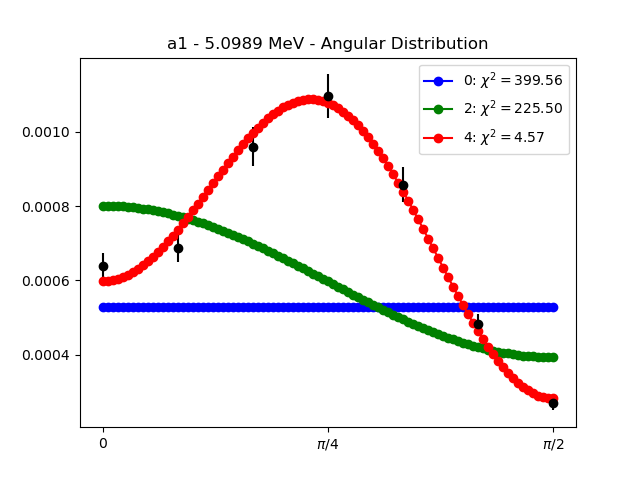 a1 - 5.0989 MeV - Angular Distribution
0: χ² = 399.56
2: χ² = 225.50
4: χ² = 4.57
0.0010
0.0008
0.0006
0.0004
0 π/4 π/2